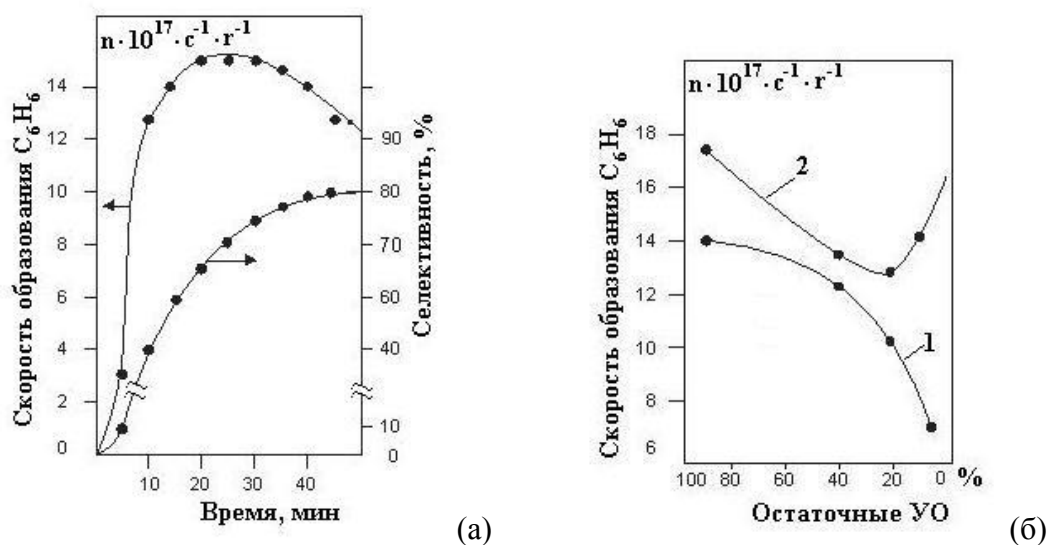 n · 10¹⁷ · c⁻¹ · r⁻¹
Скорость образования C₆H₆
14
12
10
8
6
4
2
0
90
80
70
60
40
10
0
Селективность, %
10 20 30 40
Время, мин
(а)
n · 10¹⁷ · c⁻¹ · r⁻¹
Скорость образования C₆H₆
18
16
14
12
10
8
6
2
1
100 80 60 40 20 0 %
Остаточные УО
(б)